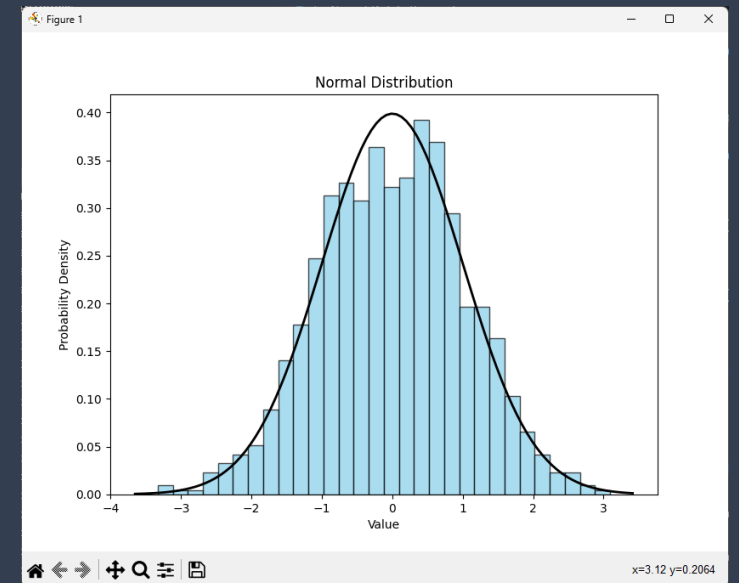 Figure 1
Normal Distribution
0.40
0.35
0.30
0.25
0.20
0.15
0.10
0.05
0.00
Probability Density
−4 −3 −2 −1 0 1 2 3
Value
x=3.12 y=0.2064